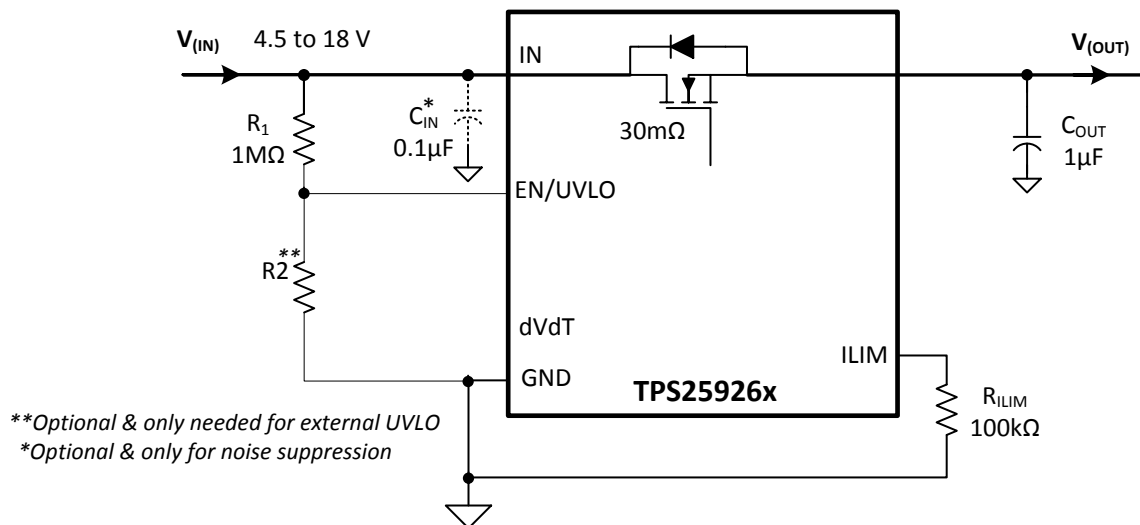 V(IN)
4.5 to 18 V
IN
V(OUT)
R1
1MΩ
CIN*
0.1µF
30mΩ
COUT
1µF
EN/UVLO
R2**
dVdT
ILIM
GND
TPS25926x
RILIM
100kΩ
**Optional & only needed for external UVLO
*Optional & only for noise suppression